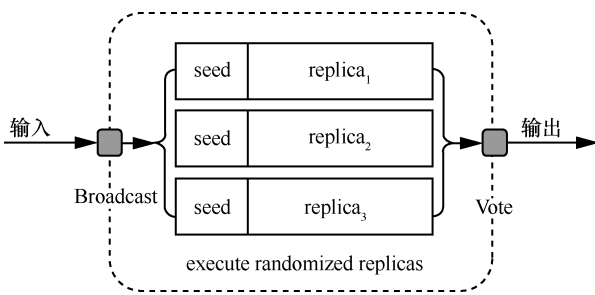 输入
Broadcast
seed replica₁
seed replica₂
seed replica₃
输出
Vote
execute randomized replicas